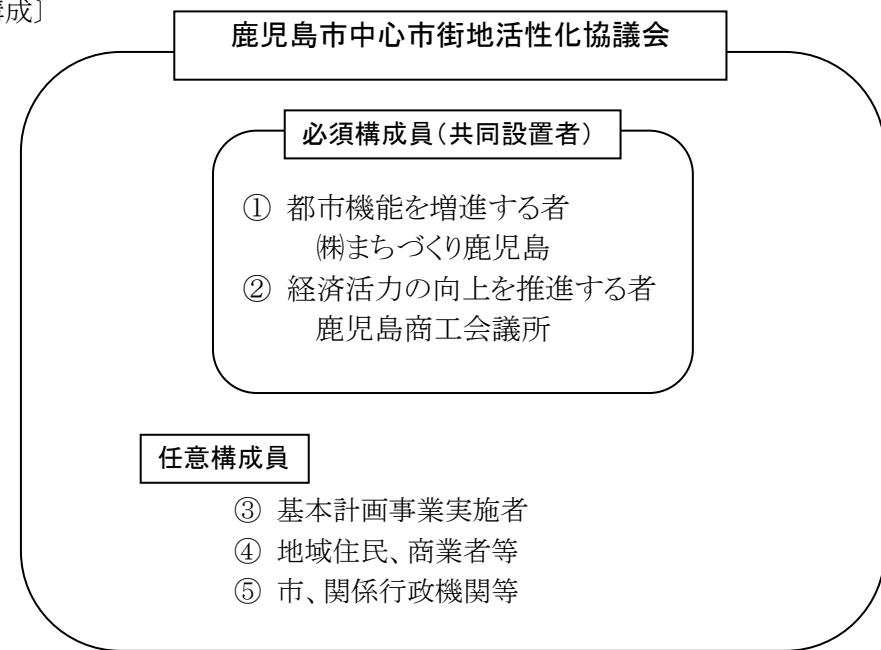 構成〕
鹿児島市中心市街地活性化協議会
必須構成員（共同設置者）
① 都市機能を増進する者
㈱まちづくり鹿児島
② 経済活力の向上を推進する者
鹿児島商工会議所
任意構成員
③ 基本計画事業実施者
④ 地域住民、商業者等
⑤ 市、関係行政機関等